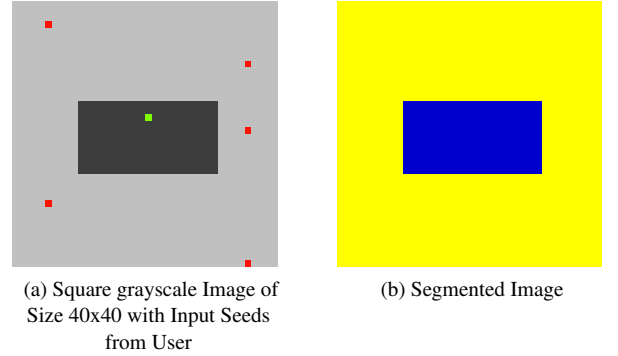 (a) Square grayscale Image of
Size 40x40 with Input Seeds
from User
(b) Segmented Image